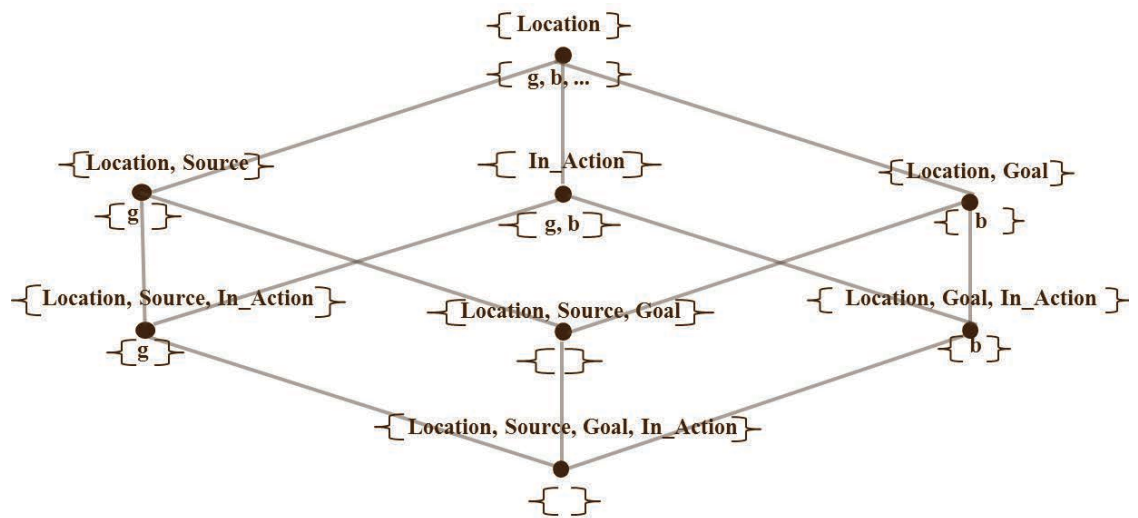 { Location }
{ g, b, ... }
{ Location, Source }
{ In_Action }
{ Location, Goal }
{ g }
{ g, b }
{ b }
{ Location, Source, In_Action }
{ Location, Source, Goal }
{ Location, Goal, In_Action }
{ g }
{ }
{ b }
{ Location, Source, Goal, In_Action }
{ }